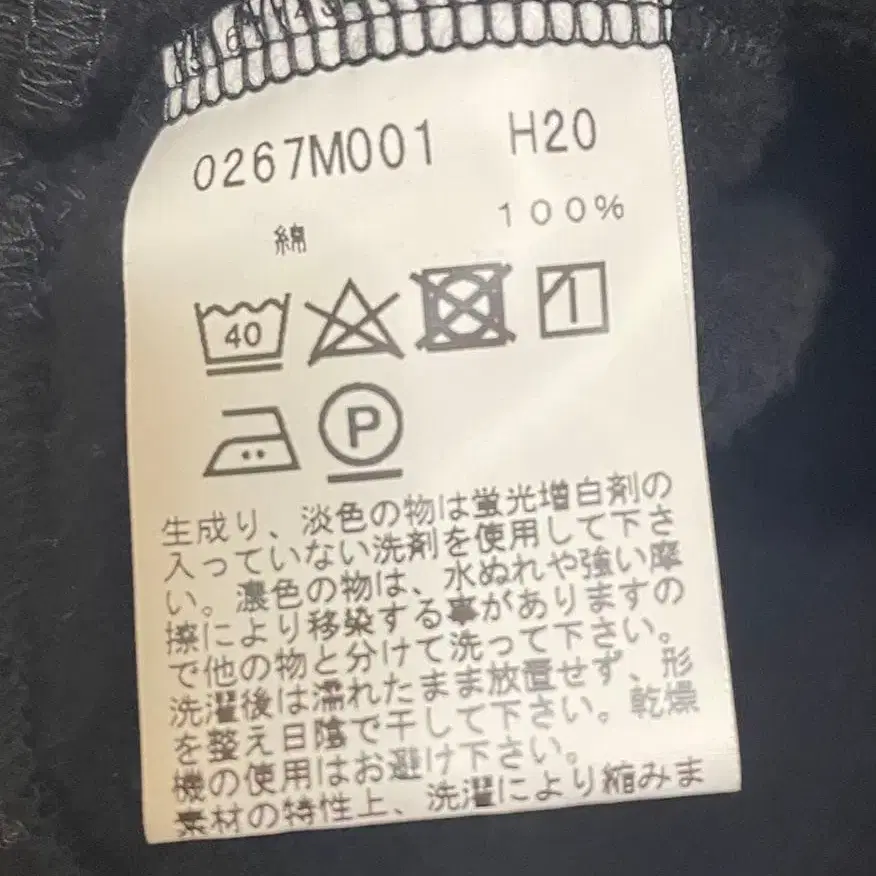 0267M001 H20
綿 100%
40
P
生成り、淡色の物は蛍光増白剤の
入っていない洗剤を使用して下さ
い。濃色の物は、水ぬれや強い摩
擦により移染する事がありますの
で他の物と分けて洗って下さい。
洗濯後は濡れたまま放置せず、形
を整え日陰で干して下さい。乾燥
機の使用はお避け下さい。
素材の特性上、洗濯により縮みま